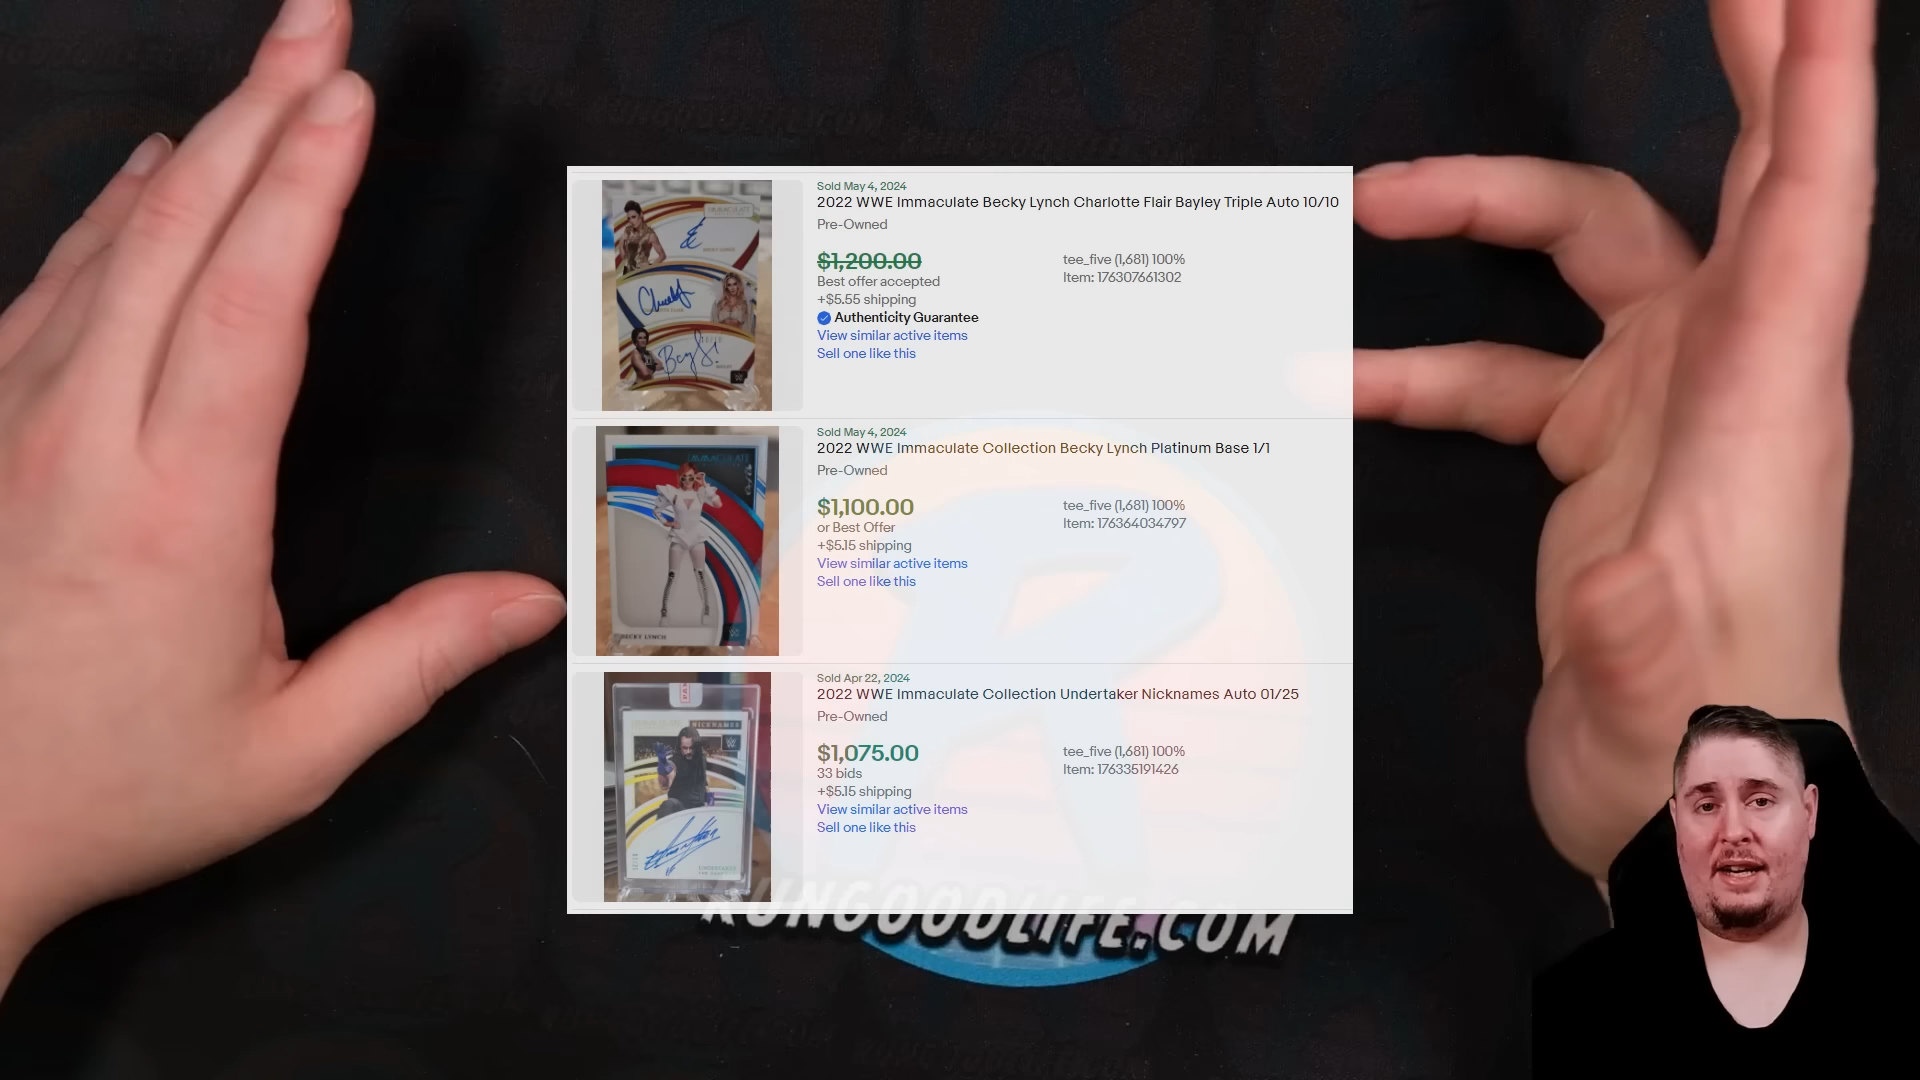 Sold May 4, 2024
2022 WWE Immaculate Becky Lynch Charlotte Flair Bayley Triple Auto 10/10
Pre-Owned
$1,200.00
tee_five (1,681) 100%
Best offer accepted
Item: 176307661302
+$5.55 shipping
Authenticity Guarantee
View similar active items
Sell one like this
Sold May 4, 2024
2022 WWE Immaculate Collection Becky Lynch Platinum Base 1/1
Pre-Owned
$1,100.00
tee_five (1,681) 100%
or Best Offer
Item: 176364034797
+$5.15 shipping
View similar active items
Sell one like this
BECKY LYNCH
Sold Apr 22, 2024
2022 WWE Immaculate Collection Undertaker Nicknames Auto 01/25
Pre-Owned
NICKNAMES
$1,075.00
tee_five (1,681) 100%
33 bids
Item: 176335191426
+$5.15 shipping
View similar active items
Sell one like this
RUNGOODLIFE.COM